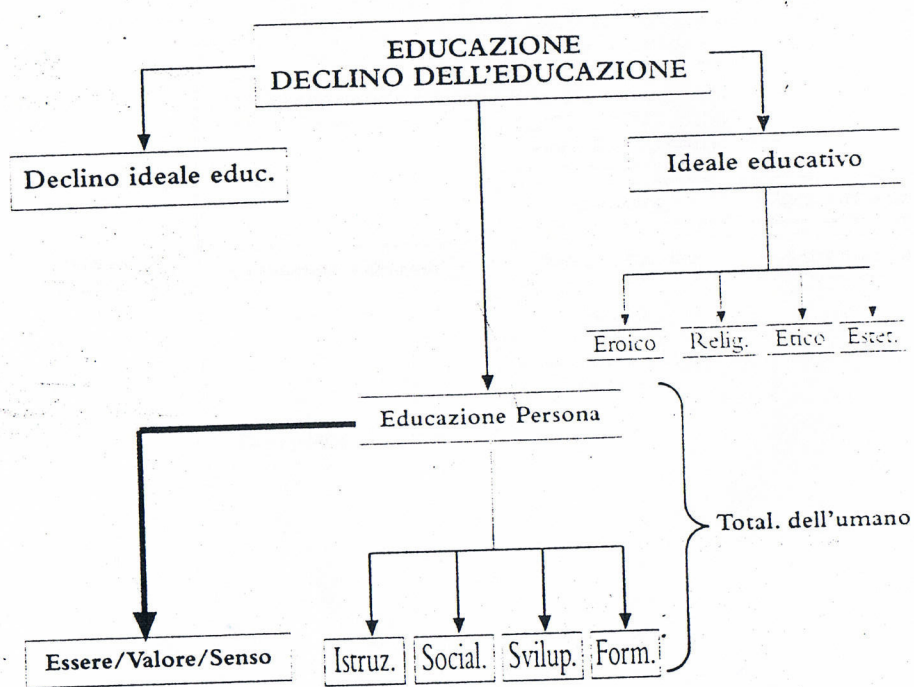 EDUCAZIONE
DECLINO DELL'EDUCAZIONE
Declino ideale educ.
Ideale educativo
Eroico
Relig.
Etico
Estet.
Educazione Persona
Total. dell'umano
Essere/Valore/Senso
Istruz.
Social.
Svilup.
Form.